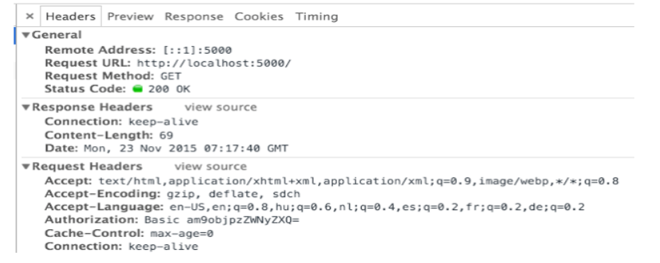 × Headers Preview Response Cookies Timing
▼General
Remote Address: [::1]:5000
Request URL: http://localhost:5000/
Request Method: GET
Status Code: 200 OK
▼Response Headers view source
Connection: keep-alive
Content-Length: 69
Date: Mon, 23 Nov 2015 07:17:40 GMT
▼Request Headers view source
Accept: text/html,application/xhtml+xml,application/xml;q=0.9,image/webp,*/*;q=0.8
Accept-Encoding: gzip, deflate, sdch
Accept-Language: en-US,en;q=0.8,hu;q=0.6,nl;q=0.4,es;q=0.2,fr;q=0.2,de;q=0.2
Authorization: Basic am9objpzZWNyZXQ=
Cache-Control: max-age=0
Connection: keep-alive